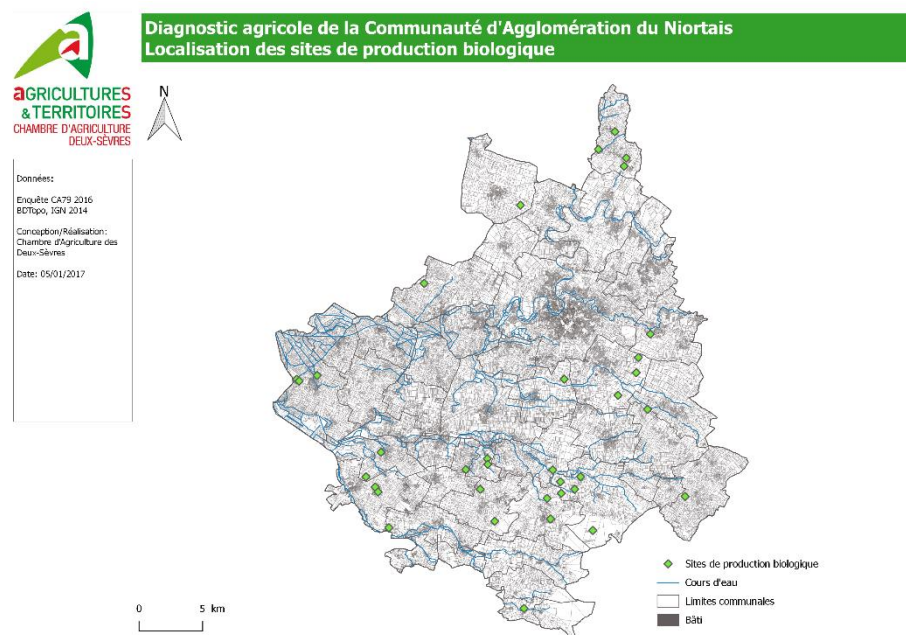 Diagnostic agricole de la Communauté d'Agglomération du Niortais
Localisation des sites de production biologique
aGRICULTURES
& TERRITOIRES
CHAMBRE D'AGRICULTURE
DEUX-SÈVRES
N
Données:
Enquête CA79 2016
BDTopo, IGN 2014
Conception/Réalisation:
Chambre d'Agriculture des
Deux-Sèvres
Date: 05/01/2017
Sites de production biologique
Cours d'eau
Limites communales
Bâti
0 5 km